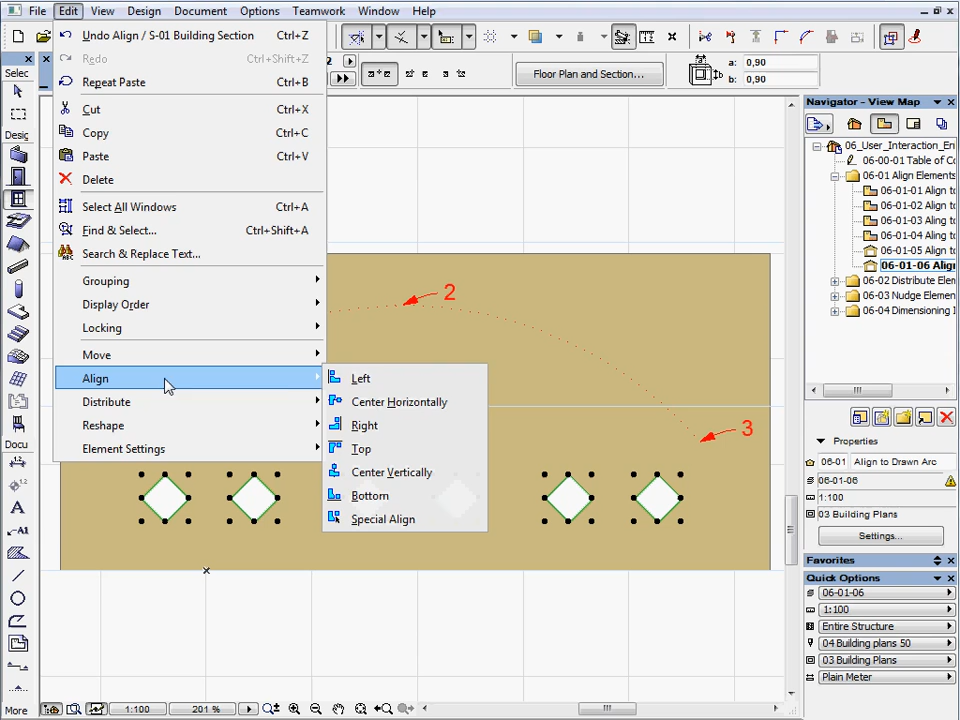 File Edit View Design Document Options Teamwork Window Help
Selec
Desig
Docu
More
Undo Align / S-01 Building Section Ctrl+Z
Redo Ctrl+Shift+Z
Repeat Paste Ctrl+B
Cut Ctrl+X
Copy Ctrl+C
Paste Ctrl+V
Delete
Select All Windows Ctrl+A
Find & Select... Ctrl+Shift+A
Search & Replace Text...
Grouping
Display Order
Locking
Move
Align
Distribute
Reshape
Element Settings
Left
Center Horizontally
Right
Top
Center Vertically
Bottom
Special Align
2
Floor Plan and Section...
a: 0,90
b: 0,90
2
3
Navigator - View Map
06_User_Interaction_En
06-00-01 Table of Co
06-01 Align Elements
06-01-01 Align to
06-01-02 Align to
06-01-03 Aling to
06-01-04 Aling to
06-01-05 Align to
06-01-06 Align
06-02 Distribute Elem
06-03 Nudge Elemen
06-04 Dimensioning I
Properties
06-01 Align to Drawn Arc
06-01-06
1:100
03 Building Plans
Settings...
Favorites
Quick Options
06-01-06
1:100
Entire Structure
04 Building plans 50
03 Building Plans
Plain Meter
1:100 201 %